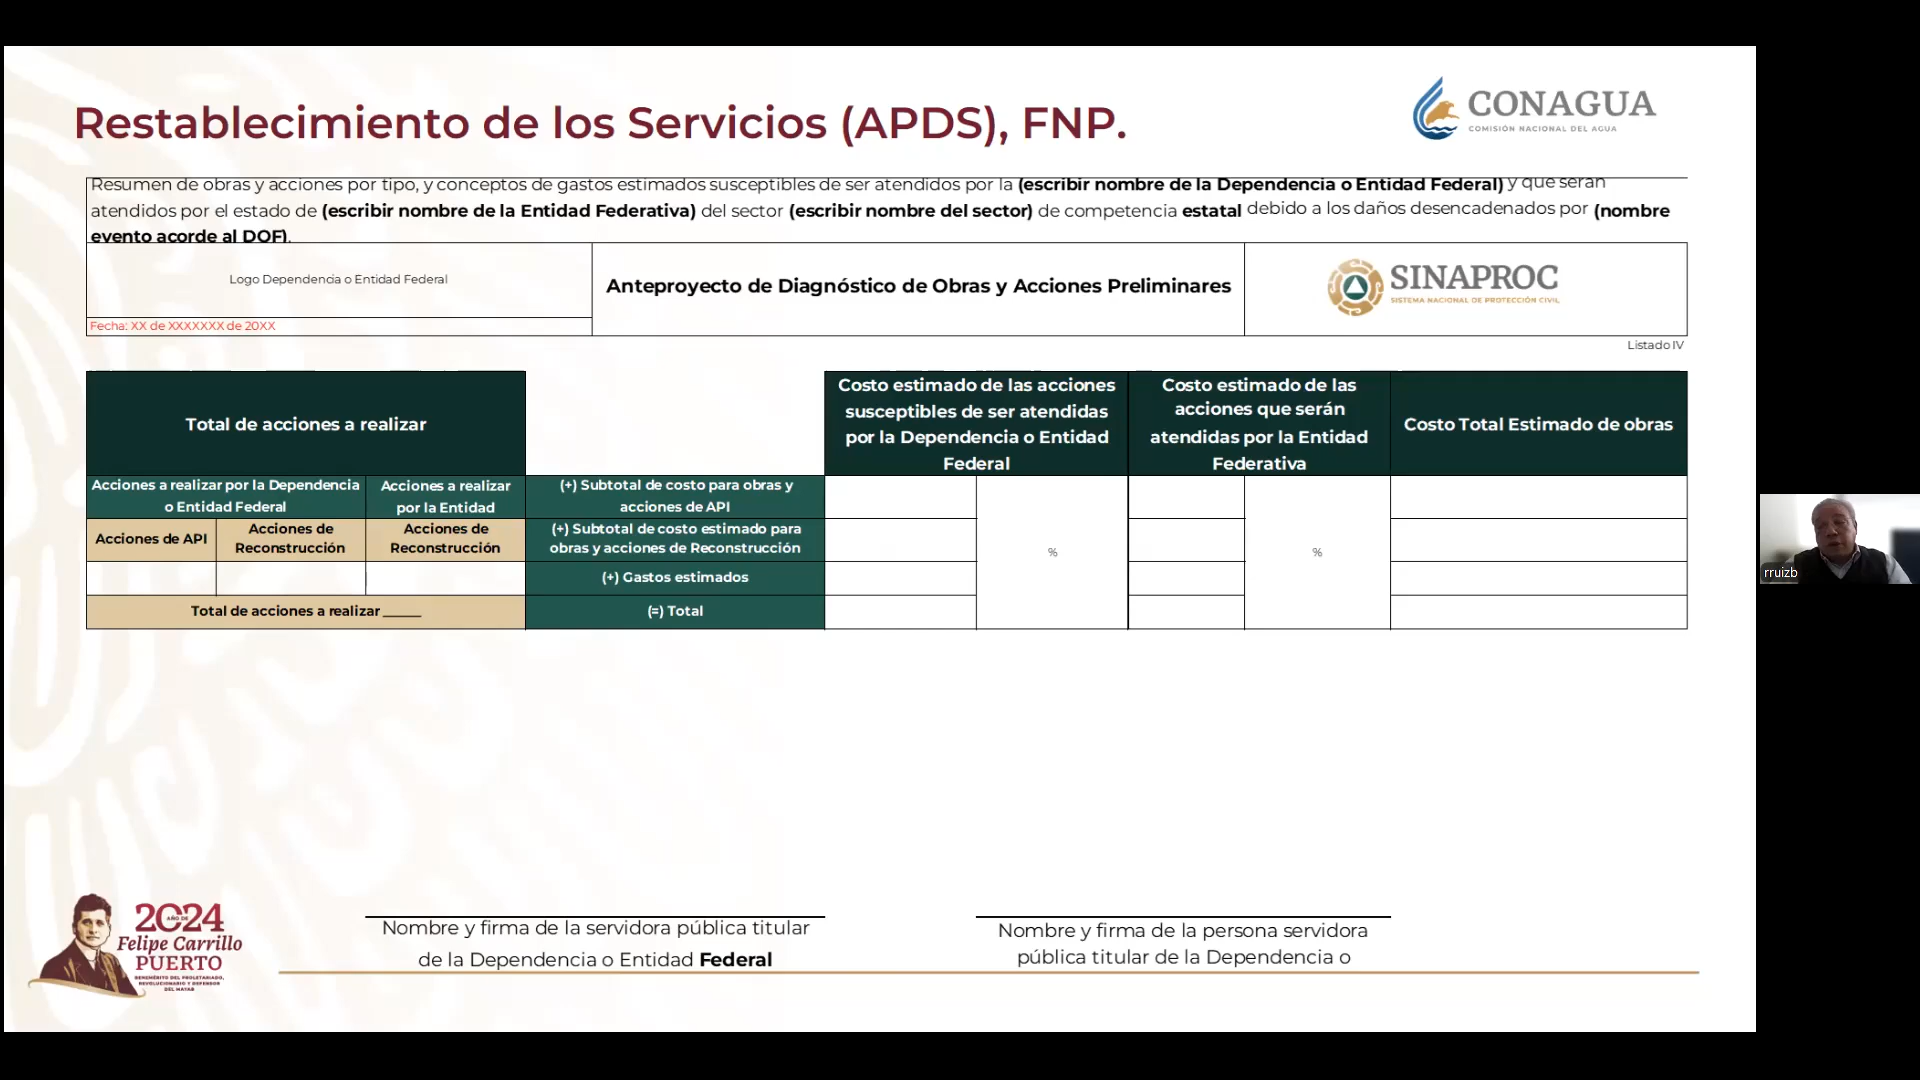 Restablecimiento de los Servicios (APDS), FNP.
CONAGUA
COMISIÓN NACIONAL DEL AGUA
Resumen de obras y acciones por tipo, y conceptos de gastos estimados susceptibles de ser atendidos por la (escribir nombre de la Dependencia o Entidad Federal) y que serán
atendidos por el estado de (escribir nombre de la Entidad Federativa) del sector (escribir nombre del sector) de competencia estatal debido a los daños desencadenados por (nombre
evento acorde al DOF).
Logo Dependencia o Entidad Federal
Fecha: XX de XXXXXXX de 20XX
Anteproyecto de Diagnóstico de Obras y Acciones Preliminares
SINAPROC
SISTEMA NACIONAL DE PROTECCIÓN CIVIL
Listado IV
Total de acciones a realizar
Costo estimado de las acciones
susceptibles de ser atendidas
por la Dependencia o Entidad
Federal
Costo estimado de las
acciones que serán
atendidas por la Entidad
Federativa
Costo Total Estimado de obras
Acciones a realizar por la Dependencia
o Entidad Federal
Acciones a realizar
por la Entidad
(+) Subtotal de costo para obras y
acciones de API
Acciones de API
Acciones de
Reconstrucción
Acciones de
Reconstrucción
(+) Subtotal de costo estimado para
obras y acciones de Reconstrucción
%
%
(+) Gastos estimados
Total de acciones a realizar _____
(=) Total
rruizb
2024
AÑO DE
Felipe Carrillo
PUERTO
BENEMÉRITO DEL PROLETARIADO,
REVOLUCIONARIO Y DEFENSOR
DEL MAYAB
Nombre y firma de la servidora pública titular
de la Dependencia o Entidad Federal
Nombre y firma de la persona servidora
pública titular de la Dependencia o